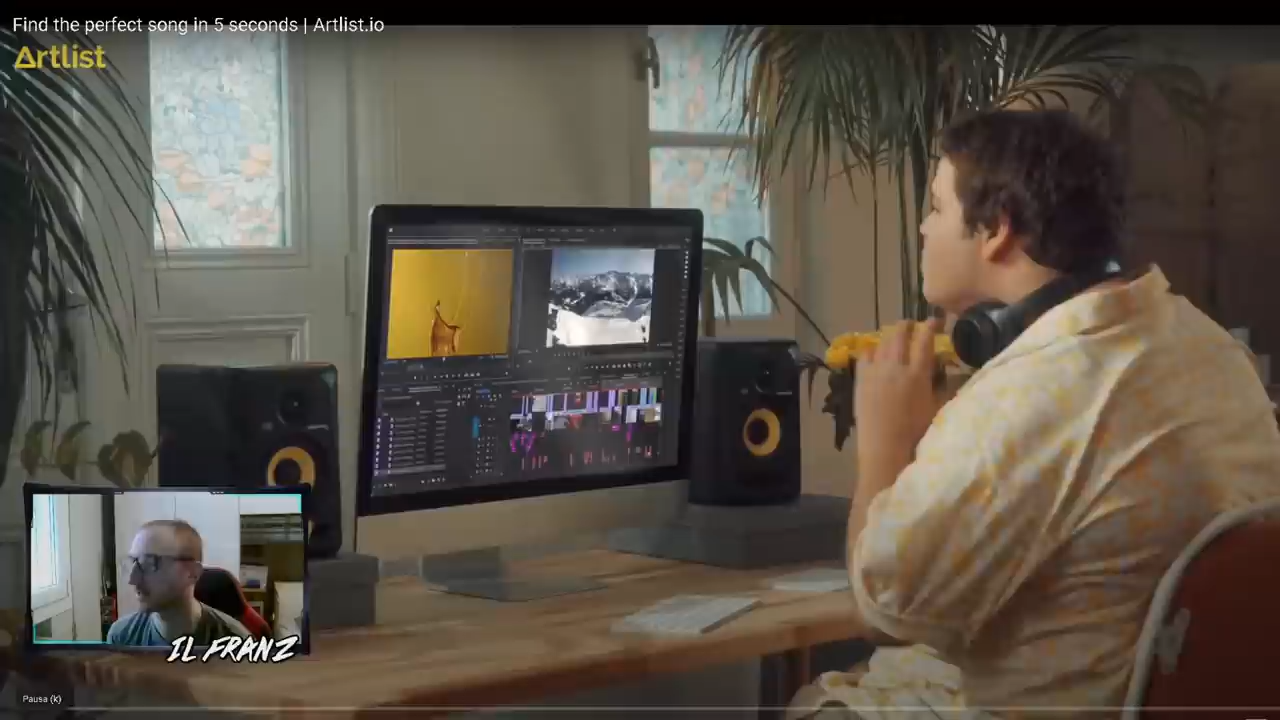 Find the perfect song in 5 seconds | Artlist.io
Artlist
IL FRANZ
Pausa (k)